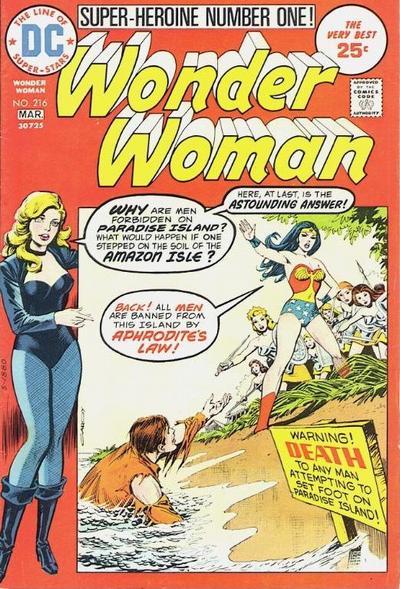 SUPER-HEROINE NUMBER ONE!
THE LINE OF
DC
SUPER-STARS
WONDER
WOMAN
NO. 216
MAR.
30725
THE
VERY BEST
25¢
APPROVED
BY THE
COMICS
CODE
AUTHORITY
Wonder
Woman
WHY ARE MEN
FORBIDDEN ON
PARADISE ISLAND?
WHAT WOULD HAPPEN IF ONE
STEPPED ON THE SOIL OF THE
AMAZON ISLE?
HERE, AT LAST, IS THE
ASTOUNDING ANSWER!
BACK! ALL MEN
ARE BANNED FROM
THIS ISLAND BY
APHRODITE'S
LAW!
WARNING!
DEATH
TO ANY MAN
ATTEMPTING TO
SET FOOT ON
PARADISE ISLAND!